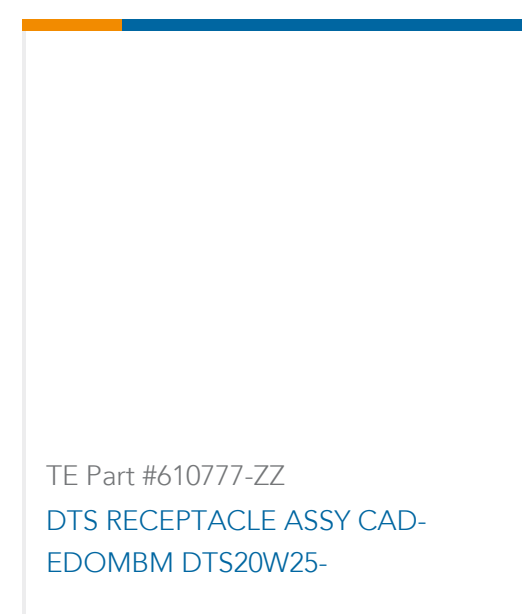 TE Part #610777-ZZ
DTS RECEPTACLE ASSY CAD-
EDOMBM DTS20W25-